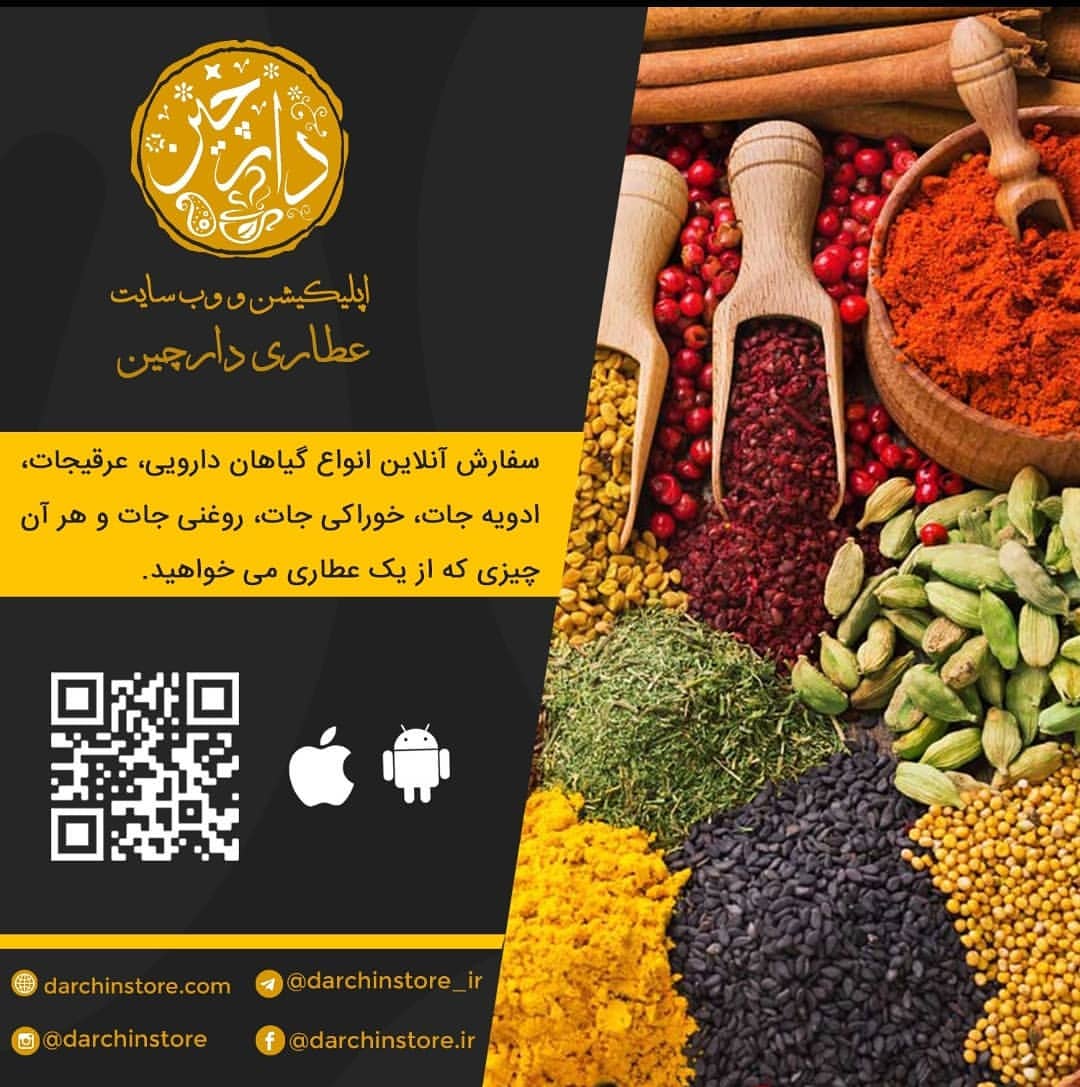 دارچین
اپلیکیشن و وب سایت
عطاری دارچین
سفارش آنلاین انواع گیاهان دارویی، عرقیجات،
ادویه جات، خوراکی جات، روغنی جات و هر آن
چیزی که از یک عطاری می خواهید.
darchinstore.com
@darchinstore_ir
@darchinstore
@darchinstore.ir